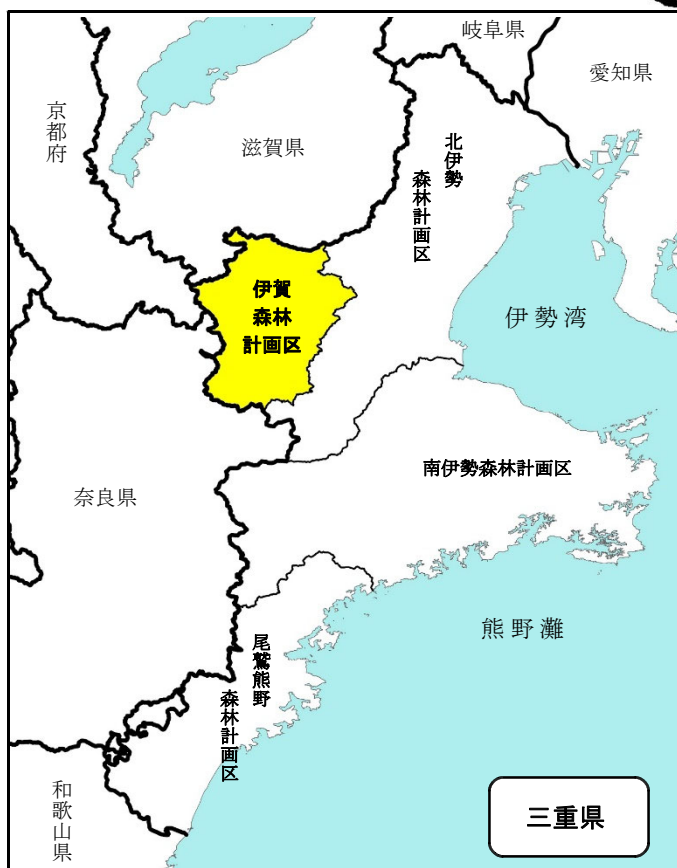 岐阜県
愛知県
京都府
滋賀県
北伊勢
森林計画区
伊賀
森林
計画区
伊勢湾
南伊勢森林計画区
奈良県
熊野灘
尾鷲熊野
森林計画区
和歌山県
三重県